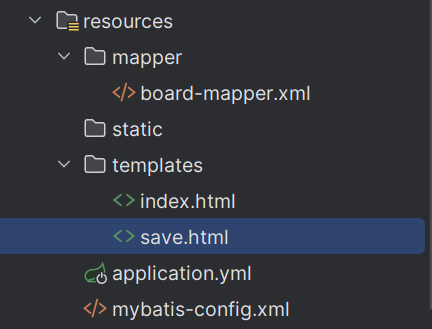 resources
mapper
board-mapper.xml
static
templates
index.html
save.html
application.yml
mybatis-config.xml